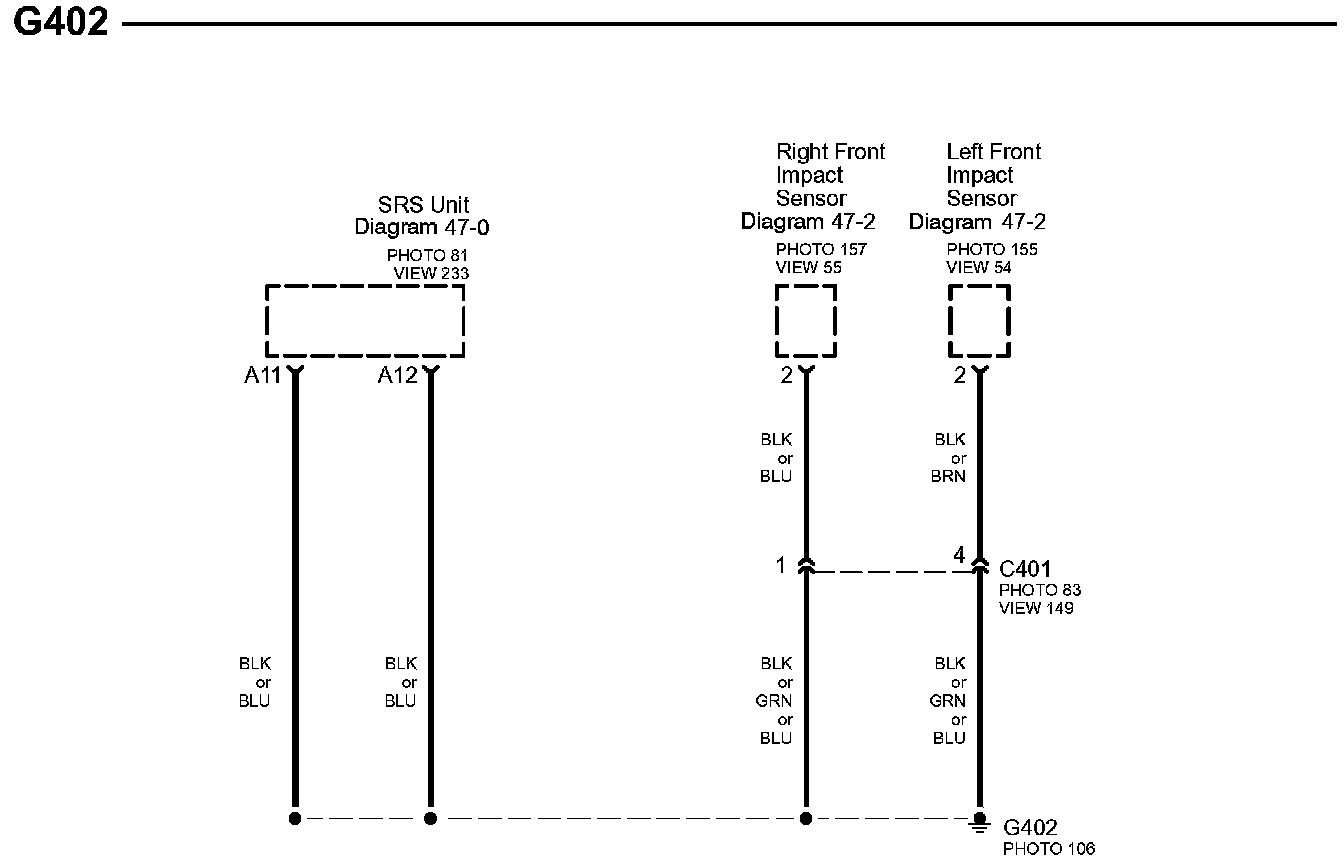 G402
SRS Unit
Diagram 47-0
PHOTO 81
VIEW 233
Right Front
Impact
Sensor
Diagram 47-2
PHOTO 157
VIEW 55
Left Front
Impact
Sensor
Diagram 47-2
PHOTO 155
VIEW 54
A11
A12
2
2
BLK
or
BLU
BLK
or
BRN
1
4
C401
PHOTO 83
VIEW 149
BLK
or
BLU
BLK
or
BLU
BLK
or
GRN
or
BLU
BLK
or
GRN
or
BLU
G402
PHOTO 106